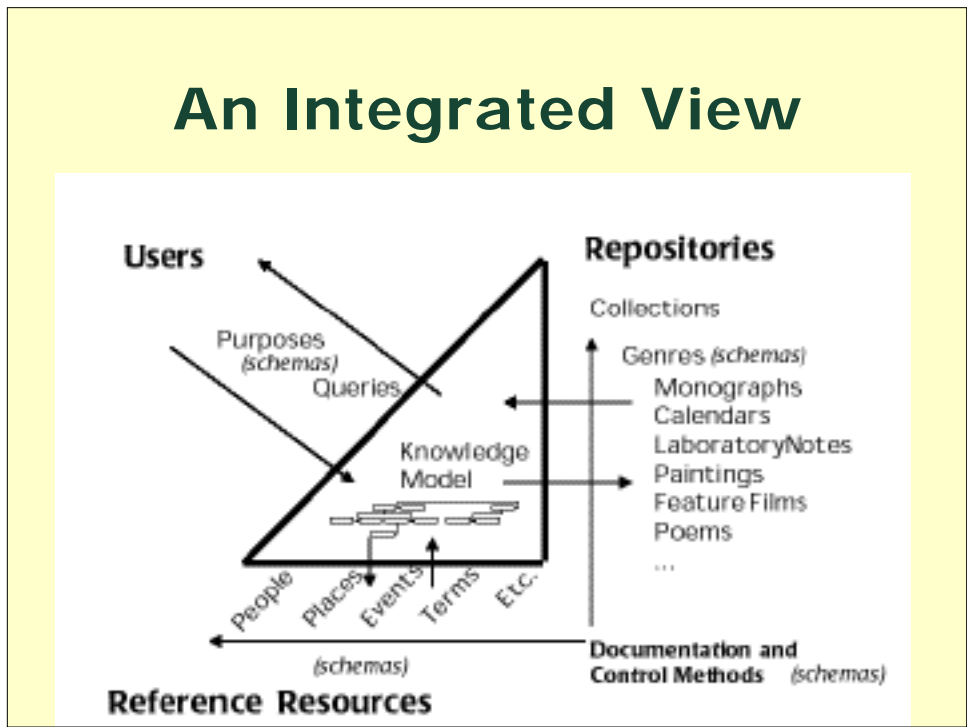 An Integrated View
Users
Repositories
Collections
Purposes
(schemas)
Queries
Genres (schemas)
Monographs
Calendars
LaboratoryNotes
Paintings
Feature Films
Poems
...
Knowledge
Model
People
Places
Events
Terms
Etc.
(schemas)
Documentation and
Control Methods (schemas)
Reference Resources